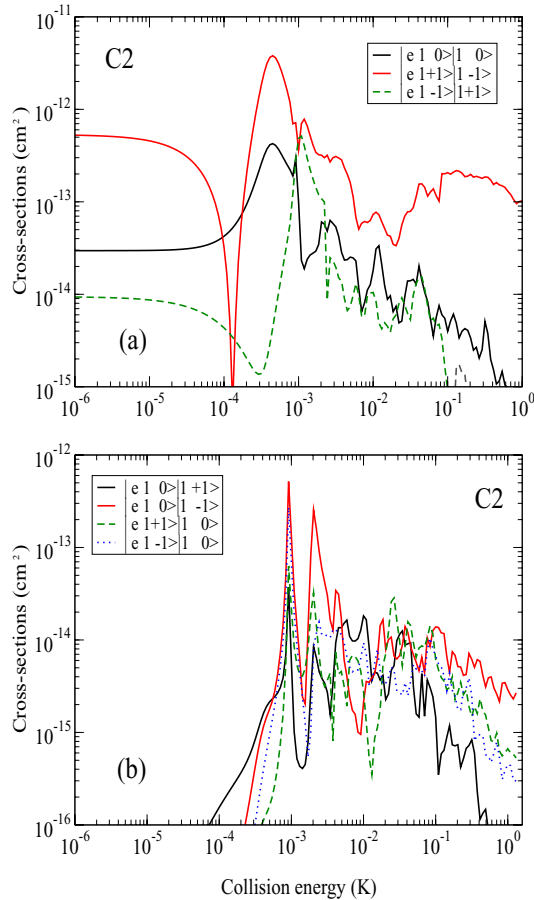 10^-11
C2
|e 1 0>|1 0>
|e 1+1>|1 -1>
|e 1 -1>|1+1>
10^-12
10^-13
10^-14
10^-15
Cross-sections (cm^2)
(a)
10^-6 10^-5 10^-4 10^-3 10^-2 10^-1 10^0
10^-12
|e 1 0>|1 +1>
|e 1 0>|1 -1>
|e 1+1>|1 0>
|e 1 -1>|1 0>
C2
10^-13
10^-14
10^-15
10^-16
Cross-sections (cm^2)
(b)
10^-6 10^-5 10^-4 10^-3 10^-2 10^-1 10^0
Collision energy (K)